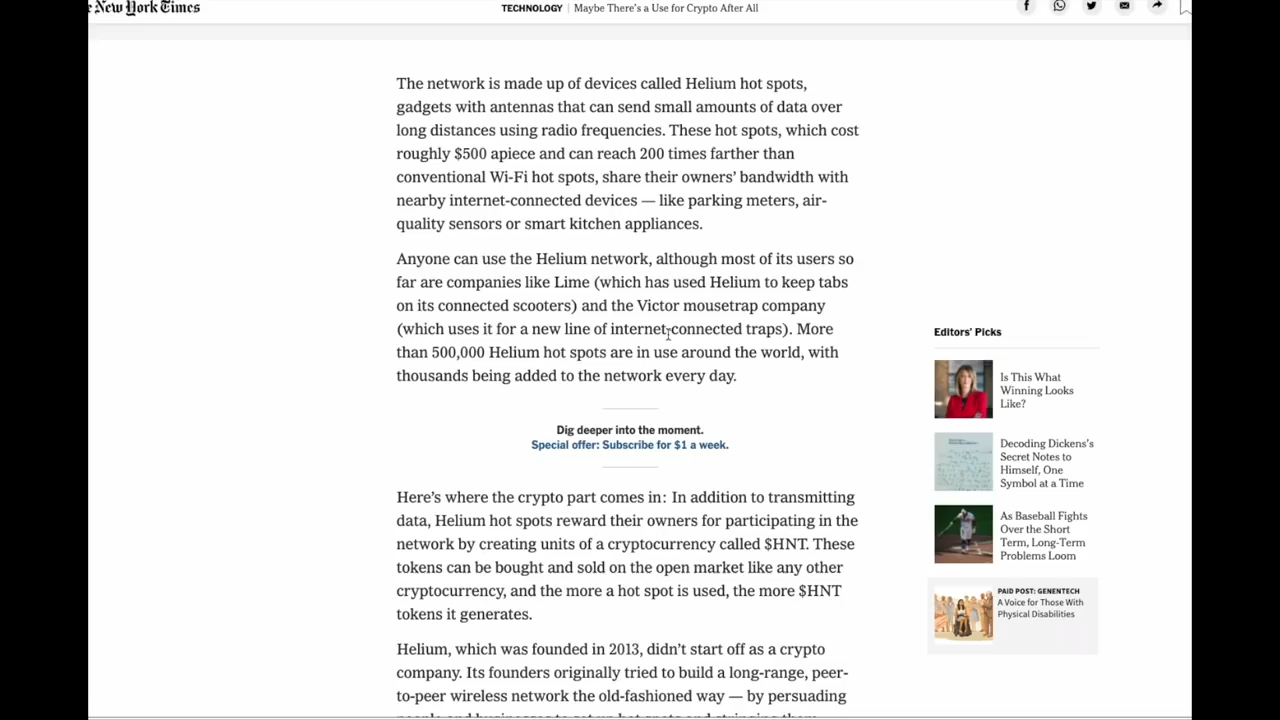 New York Times
TECHNOLOGY | Maybe There's a Use for Crypto After All
The network is made up of devices called Helium hot spots,
gadgets with antennas that can send small amounts of data over
long distances using radio frequencies. These hot spots, which cost
roughly $500 apiece and can reach 200 times farther than
conventional Wi-Fi hot spots, share their owners' bandwidth with
nearby internet-connected devices — like parking meters, air-
quality sensors or smart kitchen appliances.
Anyone can use the Helium network, although most of its users so
far are companies like Lime (which has used Helium to keep tabs
on its connected scooters) and the Victor mousetrap company
(which uses it for a new line of internet-connected traps). More
than 500,000 Helium hot spots are in use around the world, with
thousands being added to the network every day.
Dig deeper into the moment.
Special offer: Subscribe for $1 a week.
Here's where the crypto part comes in: In addition to transmitting
data, Helium hot spots reward their owners for participating in the
network by creating units of a cryptocurrency called $HNT. These
tokens can be bought and sold on the open market like any other
cryptocurrency, and the more a hot spot is used, the more $HNT
tokens it generates.
Helium, which was founded in 2013, didn't start off as a crypto
company. Its founders originally tried to build a long-range, peer-
to-peer wireless network the old-fashioned way — by persuading
Editors' Picks
Is This What
Winning Looks
Like?
Decoding Dickens's
Secret Notes to
Himself, One
Symbol at a Time
As Baseball Fights
Over the Short
Term, Long-Term
Problems Loom
PAID POST: GENENTECH
A Voice for Those With
Physical Disabilities